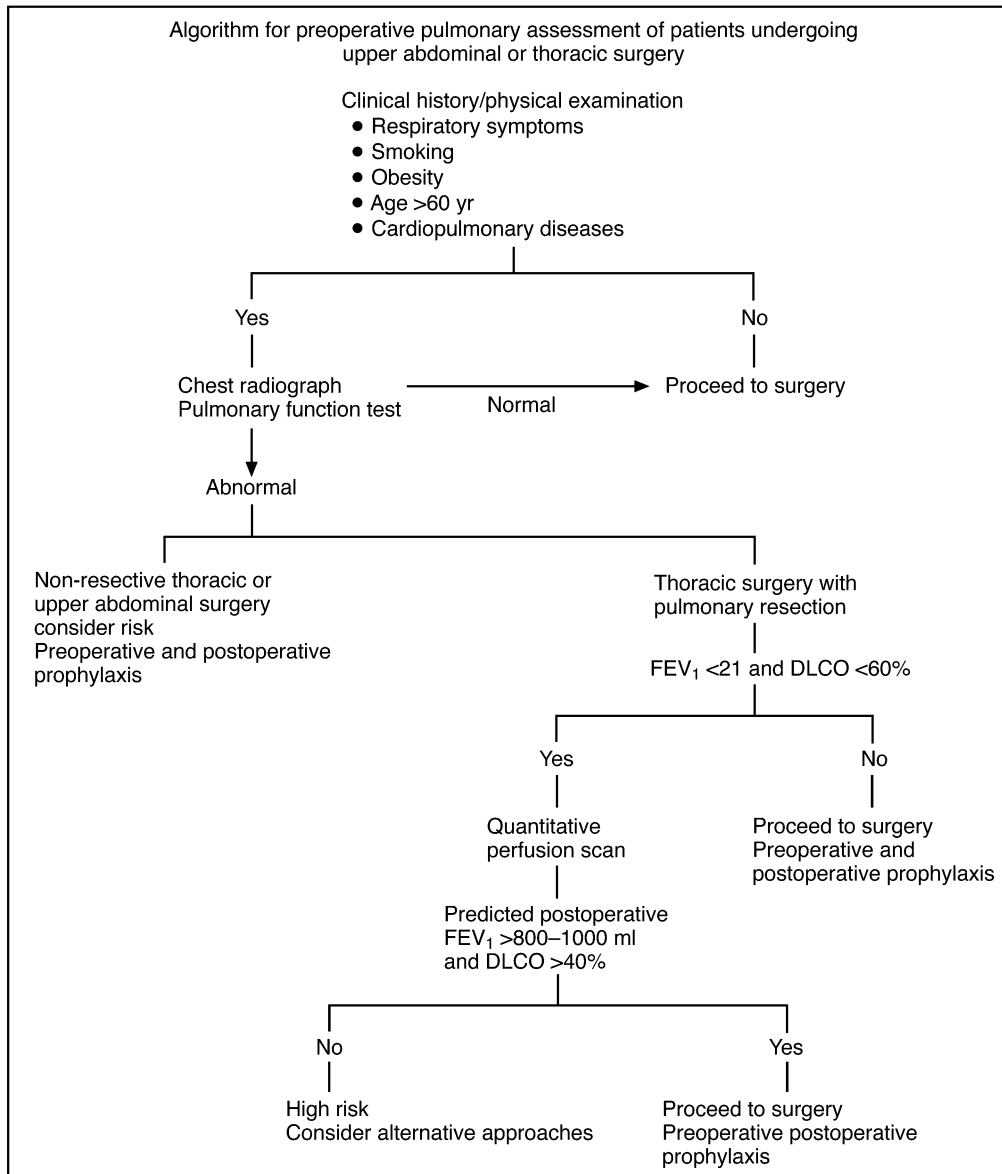 Algorithm for preoperative pulmonary assessment of patients undergoing
upper abdominal or thoracic surgery
Clinical history/physical examination
● Respiratory symptoms
● Smoking
● Obesity
● Age >60 yr
● Cardiopulmonary diseases
Yes
No
Chest radiograph
Pulmonary function test
Normal
Proceed to surgery
Abnormal
Non-resective thoracic or
upper abdominal surgery
consider risk
Preoperative and postoperative
prophylaxis
Thoracic surgery with
pulmonary resection
FEV₁ <21 and DLCO <60%
Yes
No
Quantitative
perfusion scan
Proceed to surgery
Preoperative and
postoperative prophylaxis
Predicted postoperative
FEV₁ >800–1000 ml
and DLCO >40%
No
Yes
High risk
Consider alternative approaches
Proceed to surgery
Preoperative postoperative
prophylaxis